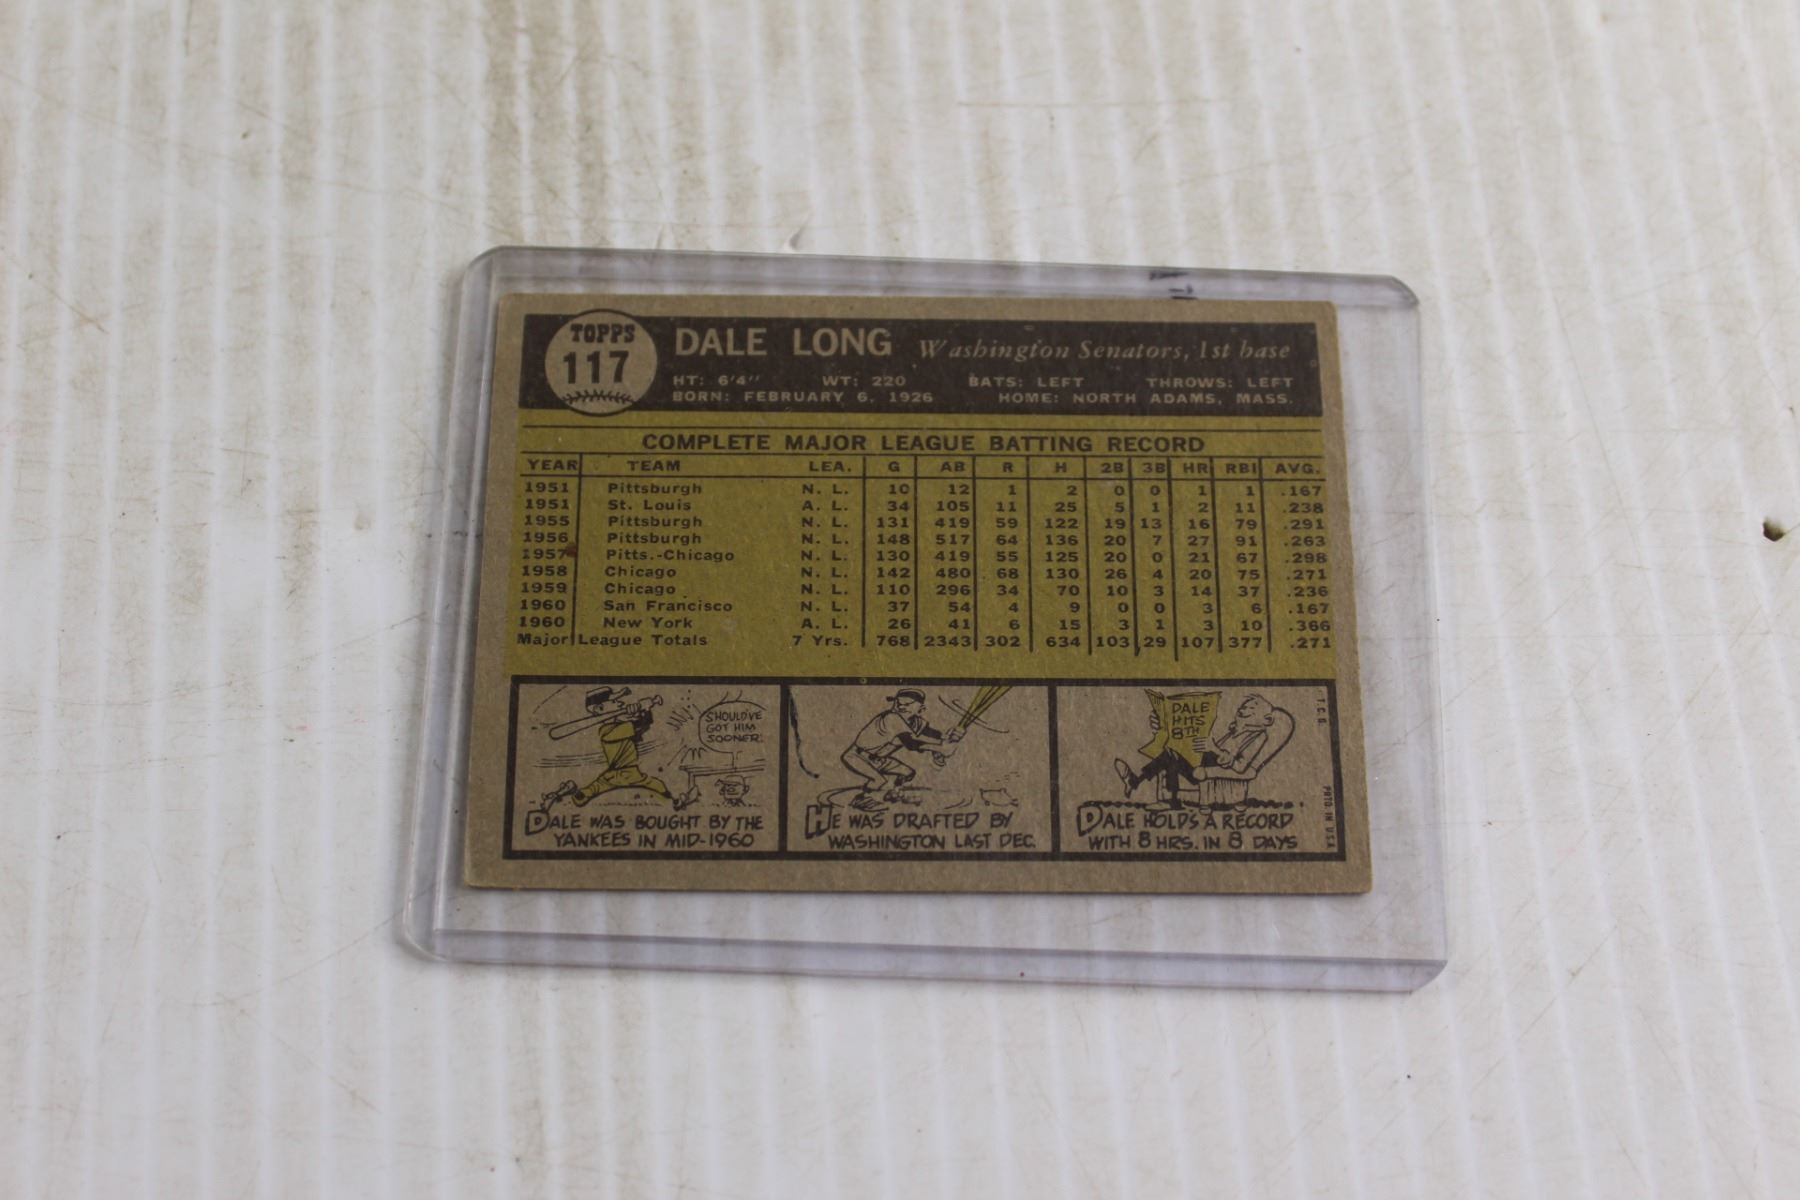 TOPPS
117
DALE LONG Washington Senators, 1st base
HT: 6'4" WT: 220 BATS: LEFT THROWS: LEFT
BORN: FEBRUARY 6, 1926 HOME: NORTH ADAMS, MASS.
COMPLETE MAJOR LEAGUE BATTING RECORD
YEAR TEAM LEA. G AB R H 2B 3B HR RBI AVG.
1951 Pittsburgh N. L. 10 12 1 2 0 0 1 1 .167
1951 St. Louis A. L. 34 105 11 25 5 1 2 11 .238
1955 Pittsburgh N. L. 131 419 59 122 19 13 16 79 .291
1956 Pittsburgh N. L. 148 517 64 136 20 7 27 91 .263
1957 Pitts.-Chicago N. L. 130 419 55 125 20 0 21 67 .298
1958 Chicago N. L. 142 480 68 130 26 4 20 75 .271
1959 Chicago N. L. 110 296 34 70 10 3 14 37 .236
1960 San Francisco N. L. 37 54 4 9 0 0 3 6 .167
1960 New York A. L. 26 41 6 15 3 1 3 10 .366
Major League Totals 7 Yrs. 768 2343 302 634 103 29 107 377 .271
SHOULD'VE
GOT HIM
SOONER.
DALE WAS BOUGHT BY THE
YANKEES IN MID-1960
HE WAS DRAFTED BY
WASHINGTON LAST DEC.
DALE
HITS
8TH
DALE HOLDS A RECORD
WITH 8 HRS. IN 8 DAYS
T.C.G.
PRTD. IN U.S.A.